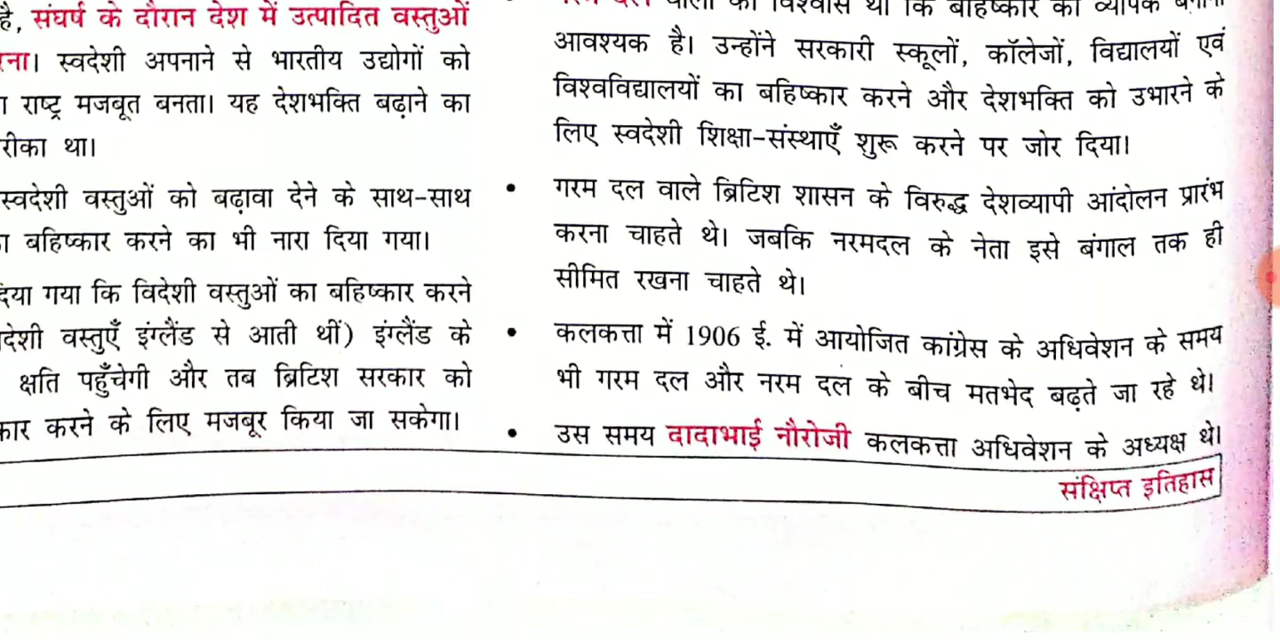 है, संघर्ष के दौरान देश में उत्पादित वस्तुओं
स्वदेशी अपनाने से भारतीय उद्योगों को
राष्ट्र मजबूत बनता। यह देशभक्ति बढ़ाने का
था।
स्वदेशी वस्तुओं को बढ़ावा देने के साथ-साथ
बहिष्कार करने का भी नारा दिया गया।
गया कि विदेशी वस्तुओं का बहिष्कार करने
वस्तुएँ इंग्लैंड से आती थीं) इंग्लैंड के
क्षति पहुँचेगी और तब ब्रिटिश सरकार को
करने के लिए मजबूर किया जा सकेगा।
विश्वास था कि बहिष्कार को व्यापक
आवश्यक है। उन्होंने सरकारी स्कूलों, कॉलेजों, विद्यालयों एवं
विश्वविद्यालयों का बहिष्कार करने और देशभक्ति को उभारने के
लिए स्वदेशी शिक्षा-संस्थाएँ शुरू करने पर जोर दिया।
• गरम दल वाले ब्रिटिश शासन के विरुद्ध देशव्यापी आंदोलन प्रारंभ
करना चाहते थे। जबकि नरमदल के नेता इसे बंगाल तक ही
सीमित रखना चाहते थे।
• कलकत्ता में 1906 ई. में आयोजित कांग्रेस के अधिवेशन के समय
भी गरम दल और नरम दल के बीच मतभेद बढ़ते जा रहे थे।
• उस समय दादाभाई नौरोजी कलकत्ता अधिवेशन के अध्यक्ष थे।
संक्षिप्त इतिहास